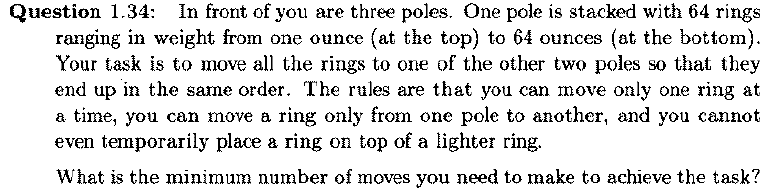 Question 1.34: In front of you are three poles. One pole is stacked with 64 rings
ranging in weight from one ounce (at the top) to 64 ounces (at the bottom).
Your task is to move all the rings to one of the other two poles so that they
end up in the same order. The rules are that you can move only one ring at
a time, you can move a ring only from one pole to another, and you cannot
even temporarily place a ring on top of a lighter ring.
What is the minimum number of moves you need to make to achieve the task?